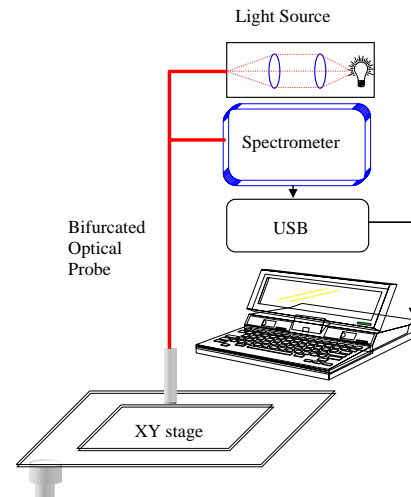 Light Source
Spectrometer
USB
Bifurcated
Optical
Probe
XY stage